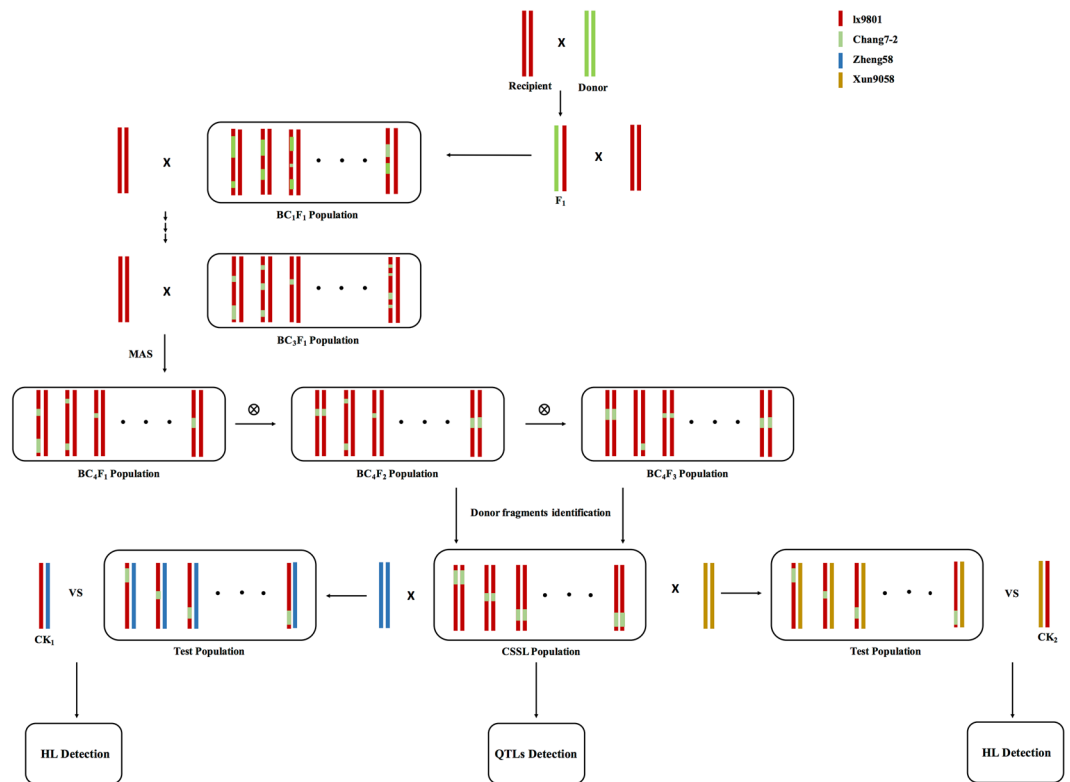 lx9801
Chang7-2
Zheng58
Xun9058
X
Recipient
Donor
X
X
F₁
BC₁F₁ Population
X
BC₃F₁ Population
MAS
BC₄F₁ Population
BC₄F₂ Population
BC₄F₃ Population
Donor fragments identification
VS
X
X
VS
CK₁
Test Population
CSSL Population
Test Population
CK₂
HL Detection
QTLs Detection
HL Detection